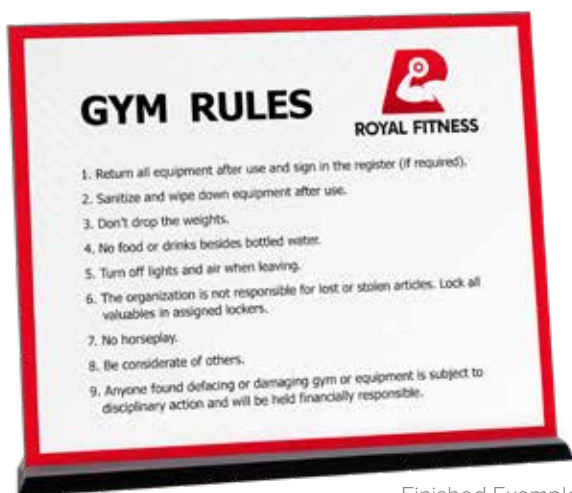 GYM RULES
ROYAL FITNESS
1. Return all equipment after use and sign in the register (if required).
2. Sanitize and wipe down equipment after use.
3. Don't drop the weights.
4. No food or drinks besides bottled water.
5. Turn off lights and air when leaving.
6. The organization is not responsible for lost or stolen articles. Lock all
valuables in assigned lockers.
7. No horseplay.
8. Be considerate of others.
9. Anyone found defacing or damaging gym or equipment is subject to
disciplinary action and will be held financially responsible.
Finished Example